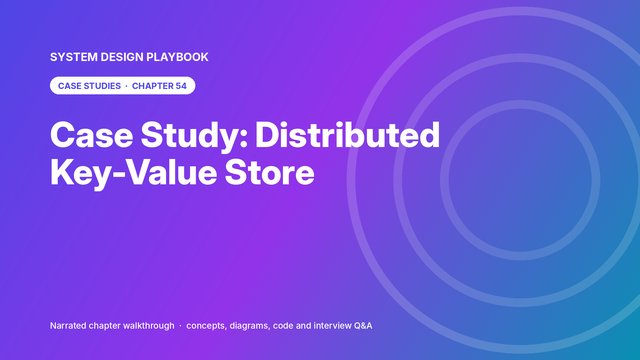 SYSTEM DESIGN PLAYBOOK
CASE STUDIES · CHAPTER 54
Case Study: Distributed
Key-Value Store
Narrated chapter walkthrough · concepts, diagrams, code and interview Q&A